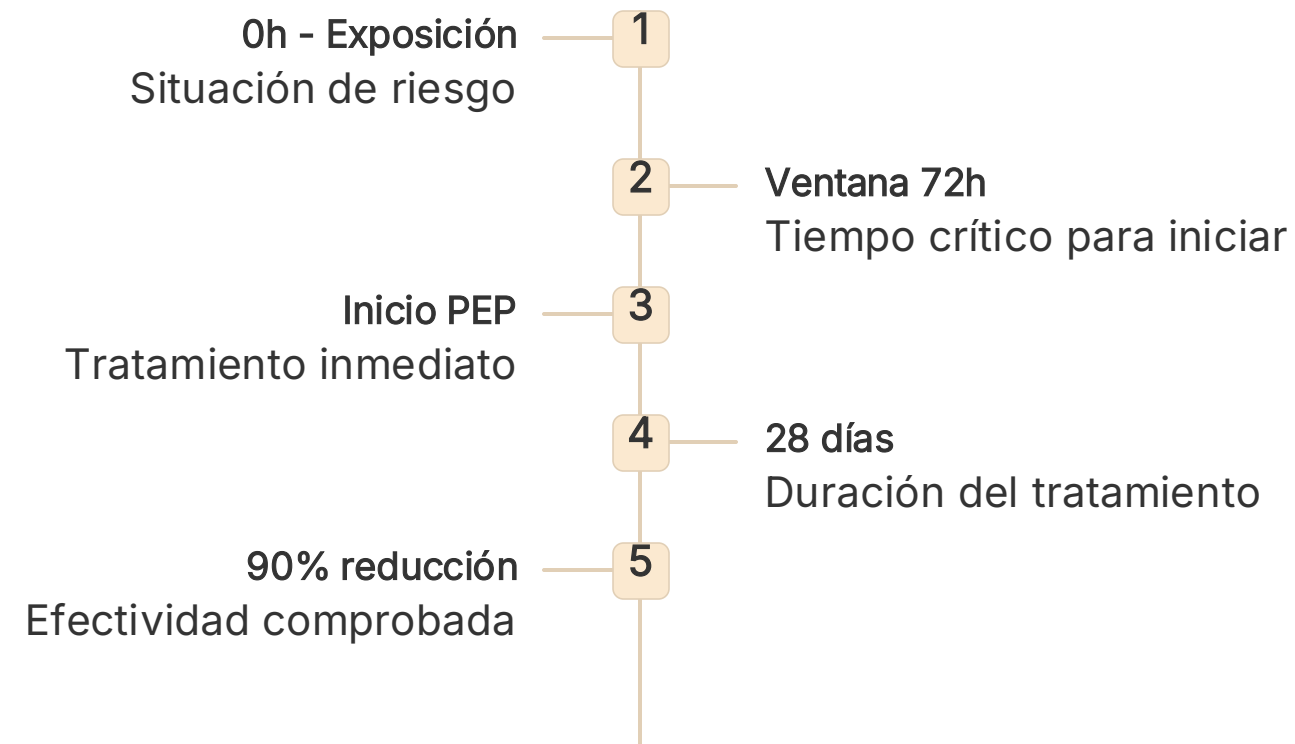 0h - Exposición
1
Situación de riesgo
2
Ventana 72h
Tiempo crítico para iniciar
Inicio PEP
3
Tratamiento inmediato
4
28 días
Duración del tratamiento
90% reducción
5
Efectividad comprobada